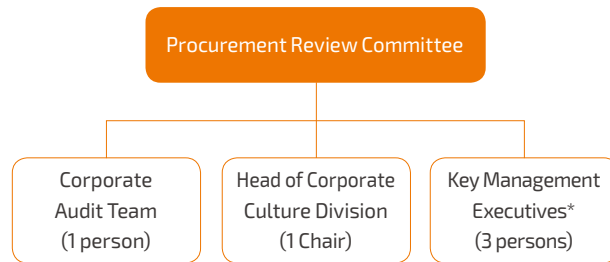 Procurement Review Committee
Corporate
Audit Team
(1 person)
Head of Corporate
Culture Division
(1 Chair)
Key Management
Executives*
(3 persons)